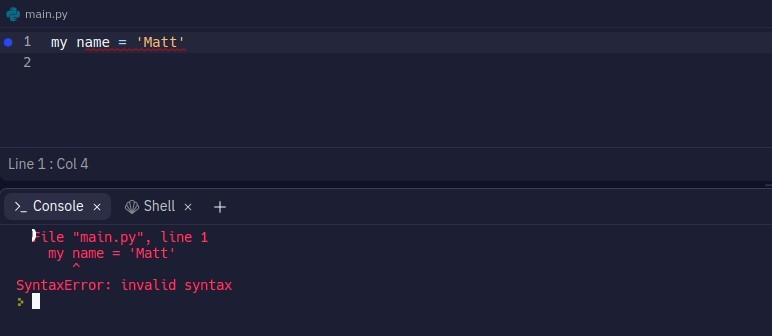 main.py
1 my name = 'Matt'
2
Line 1 : Col 4
Console × Shell × +
File "main.py", line 1
my name = 'Matt'
^
SyntaxError: invalid syntax